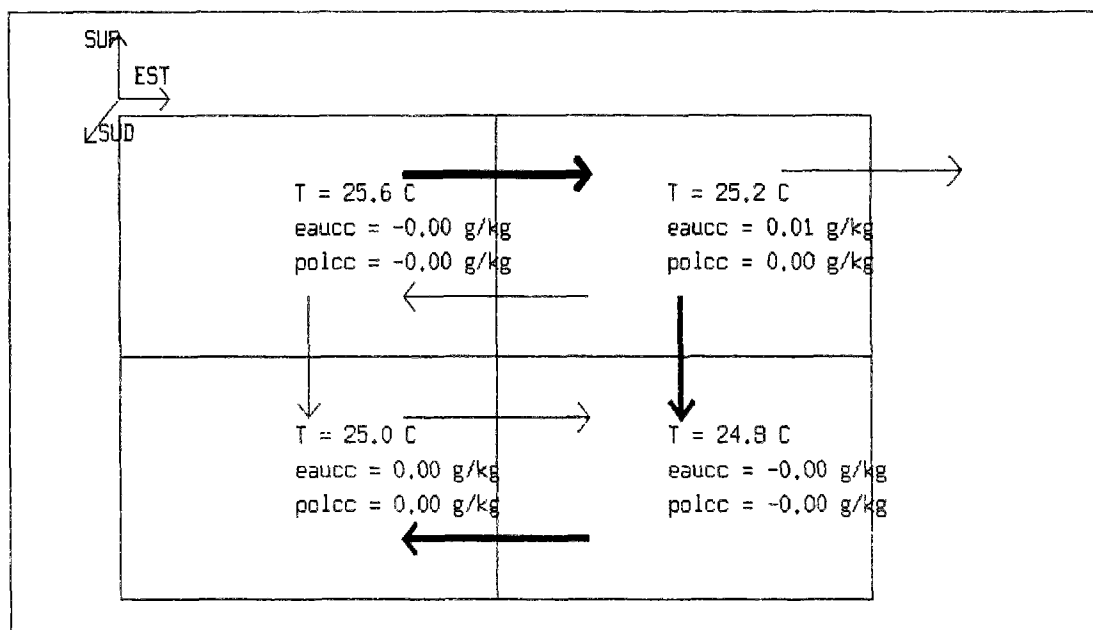 SUP
EST
SUD
T = 25.6 C
eaucc = -0.00 g/kg
polcc = -0.00 g/kg
T = 25.2 C
eaucc = 0.01 g/kg
polcc = 0.00 g/kg
T = 25.0 C
eaucc = 0.00 g/kg
polcc = 0.00 g/kg
T = 24.8 C
eaucc = -0.00 g/kg
polcc = -0.00 g/kg